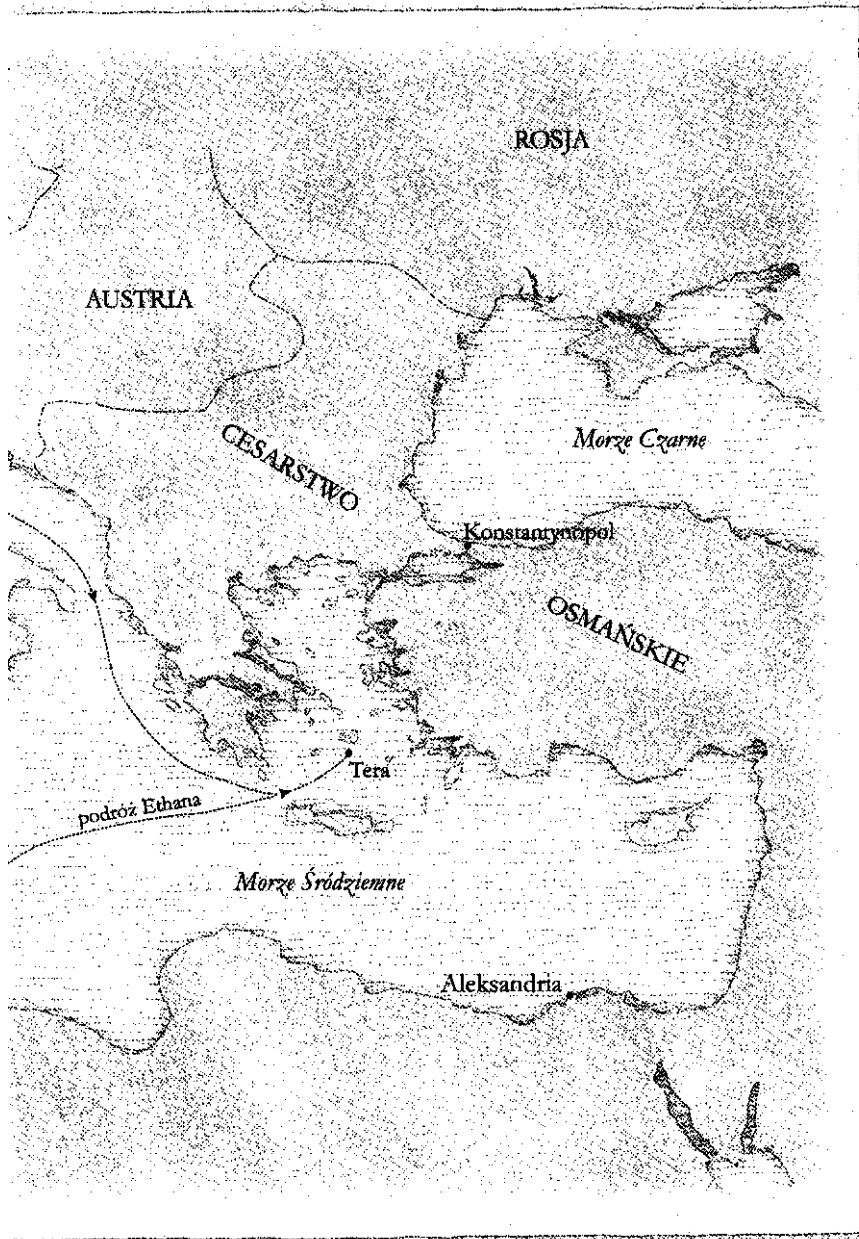 ROSJA
AUSTRIA
CESARSTWO
Morze Czarne
Konstantynopol
OSMAŃSKIE
Tera
podróż Ethana
Morze Śródziemne
Aleksandria